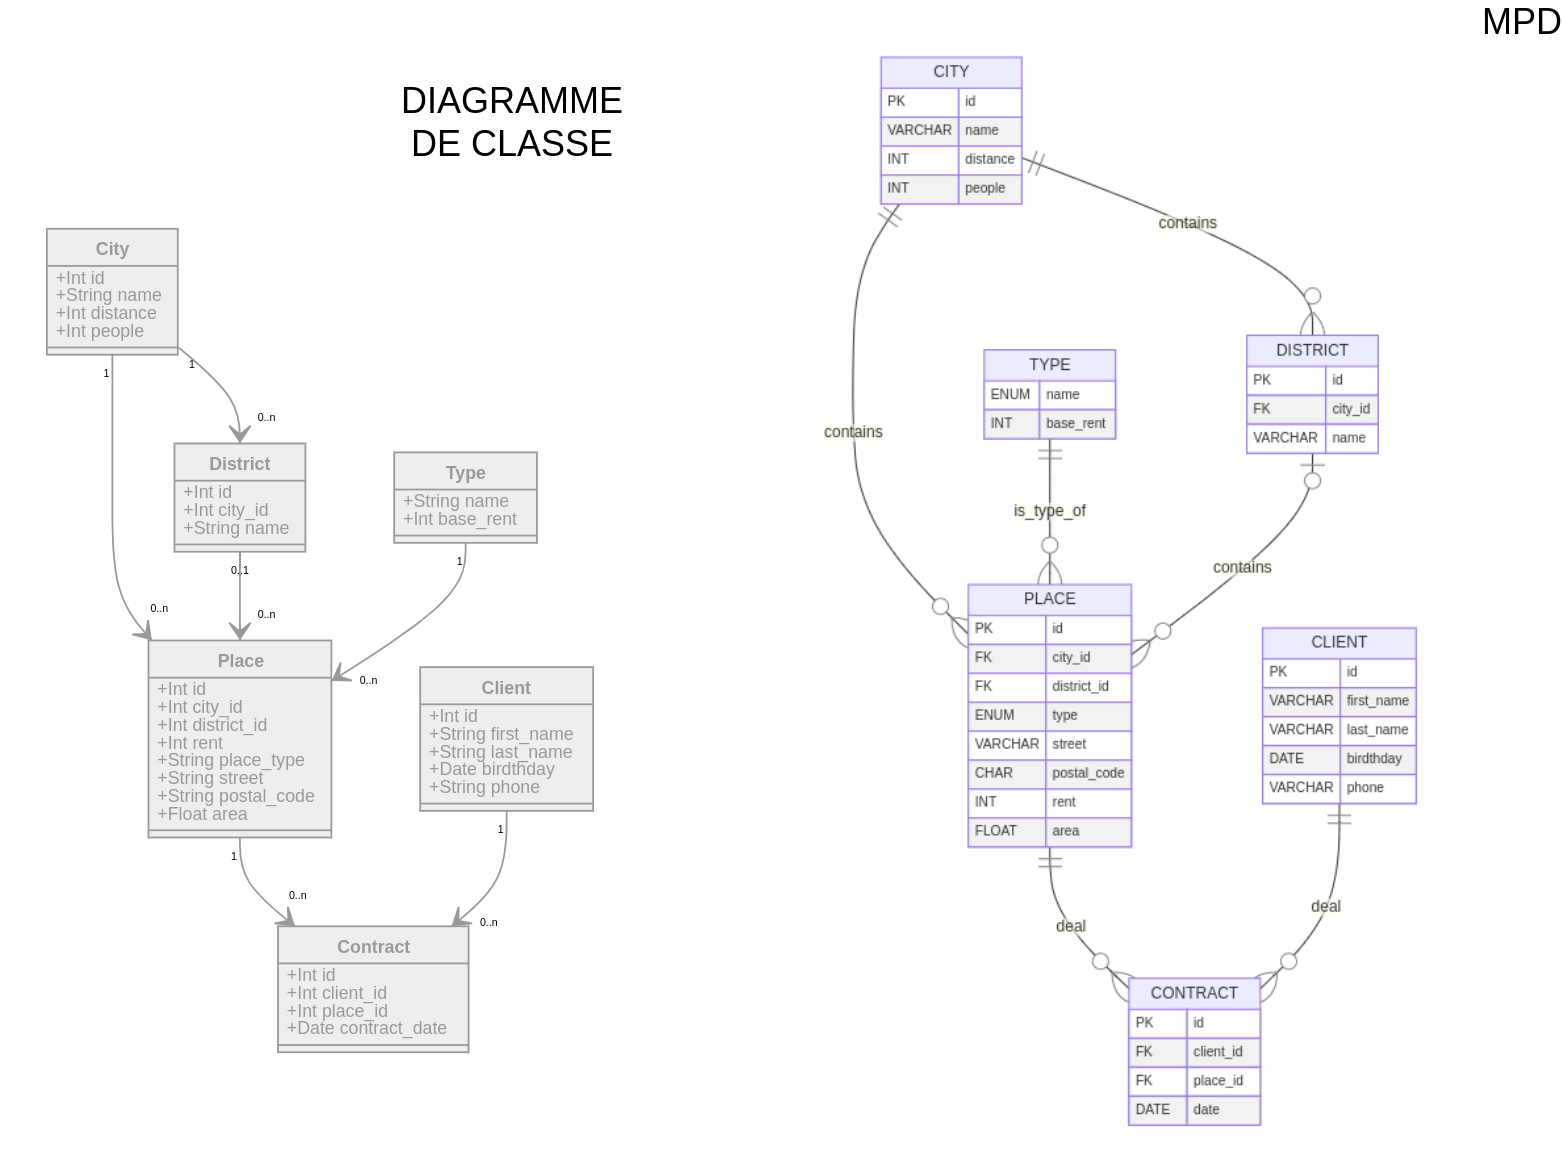 MPD
DIAGRAMME
DE CLASSE
City
+Int id
+String name
+Int distance
+Int people
1
1
0..n
District
+Int id
+Int city_id
+String name
Type
+String name
+Int base_rent
0..1
1
0..n
0..n
0..n
Place
+Int id
+Int city_id
+Int district_id
+Int rent
+String place_type
+String street
+String postal_code
+Float area
Client
+Int id
+String first_name
+String last_name
+Date birdthday
+String phone
1
1
0..n
0..n
Contract
+Int id
+Int client_id
+Int place_id
+Date contract_date
CITY
PK id
VARCHAR name
INT distance
INT people
contains
contains
TYPE
ENUM name
INT base_rent
DISTRICT
PK id
FK city_id
VARCHAR name
is_type_of
contains
PLACE
PK id
FK city_id
FK district_id
ENUM type
VARCHAR street
CHAR postal_code
INT rent
FLOAT area
CLIENT
PK id
VARCHAR first_name
VARCHAR last_name
DATE birdthday
VARCHAR phone
deal
deal
CONTRACT
PK id
FK client_id
FK place_id
DATE date